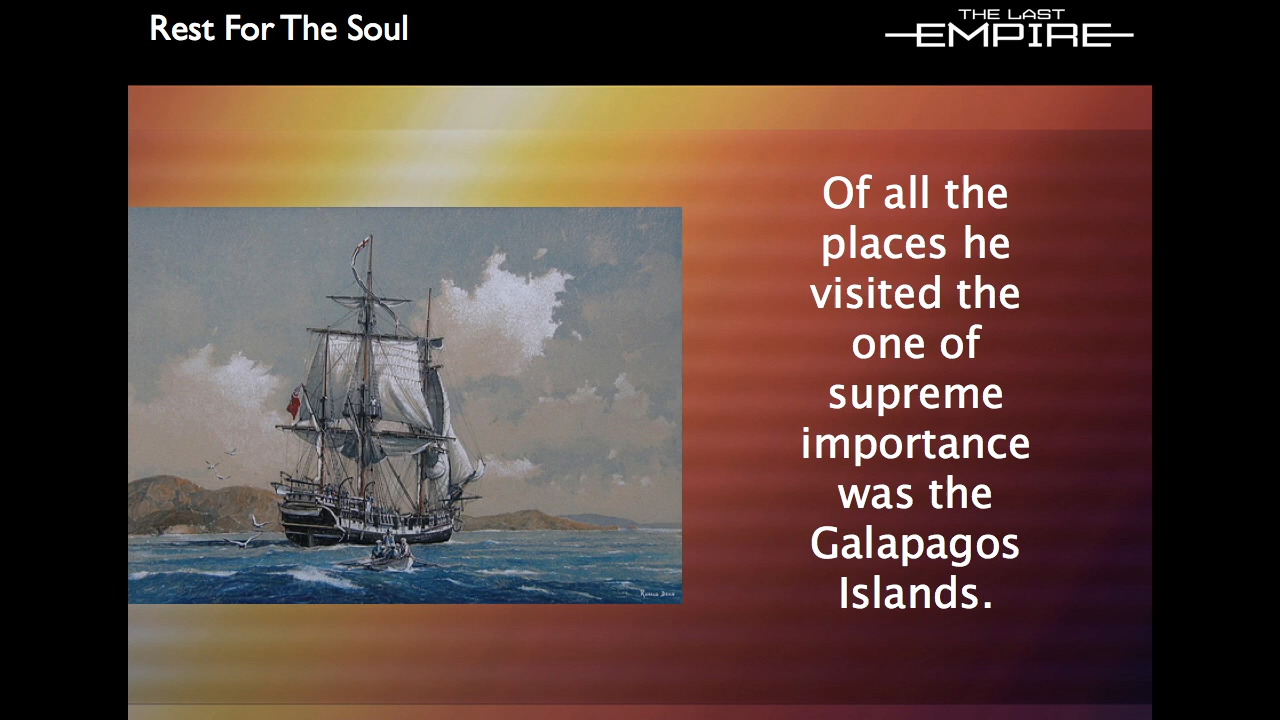 Rest For The Soul
THE LAST
EMPIRE
Of all the
places he
visited the
one of
supreme
importance
was the
Galapagos
Islands.